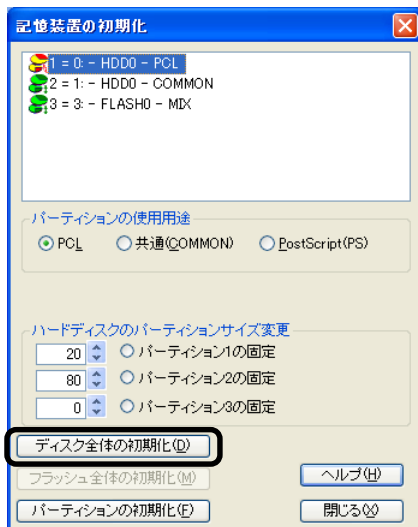 記憶装置の初期化
1 = 0: - HDD0 - PCL
2 = 1: - HDD0 - COMMON
3 = 3: - FLASH0 - MIX
パーティションの使用用途
PCL 共通(COMMON) PostScript(PS)
ハードディスクのパーティションサイズ変更
20 パーティション1の固定
80 パーティション2の固定
0 パーティション3の固定
ディスク全体の初期化(D)
フラッシュ全体の初期化(M) ヘルプ(H)
パーティションの初期化(F) 閉じる(X)